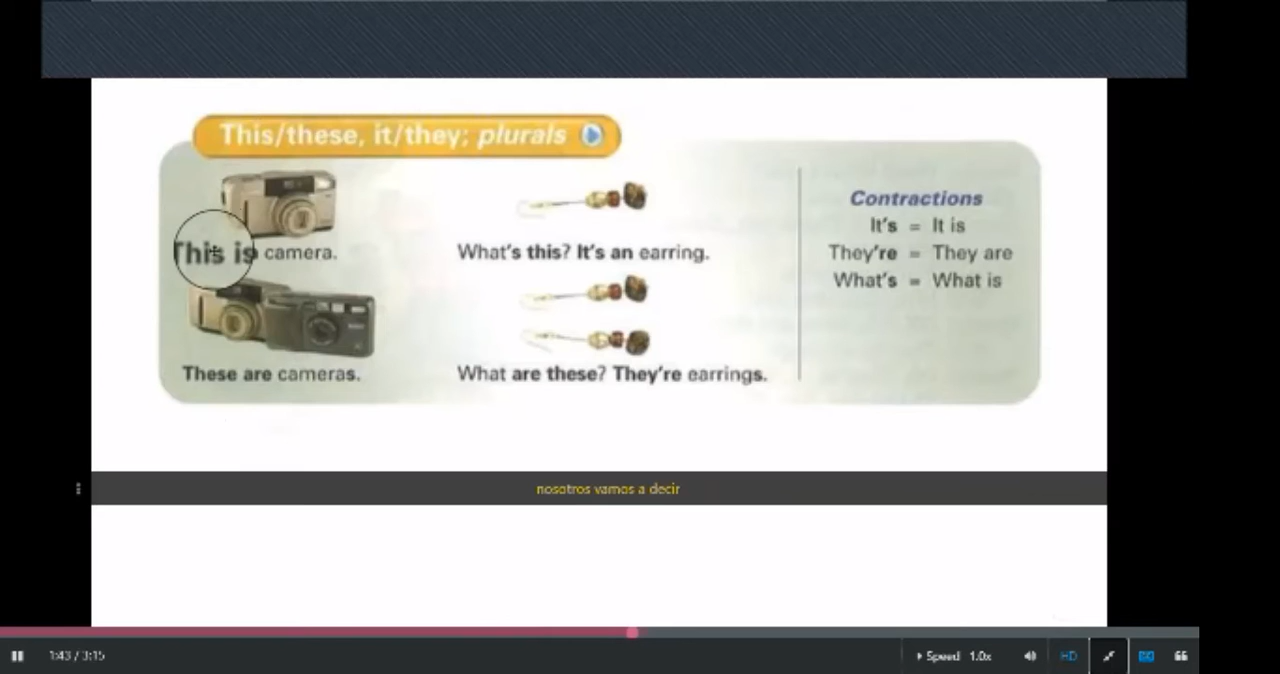 This/these, it/they; plurals
This is camera.
These are cameras.
What's this? It's an earring.
What are these? They're earrings.
Contractions
It's = It is
They're = They are
What's = What is
nosotros vamos a decir
1:43 / 3:15
Speed 1.0x
HD